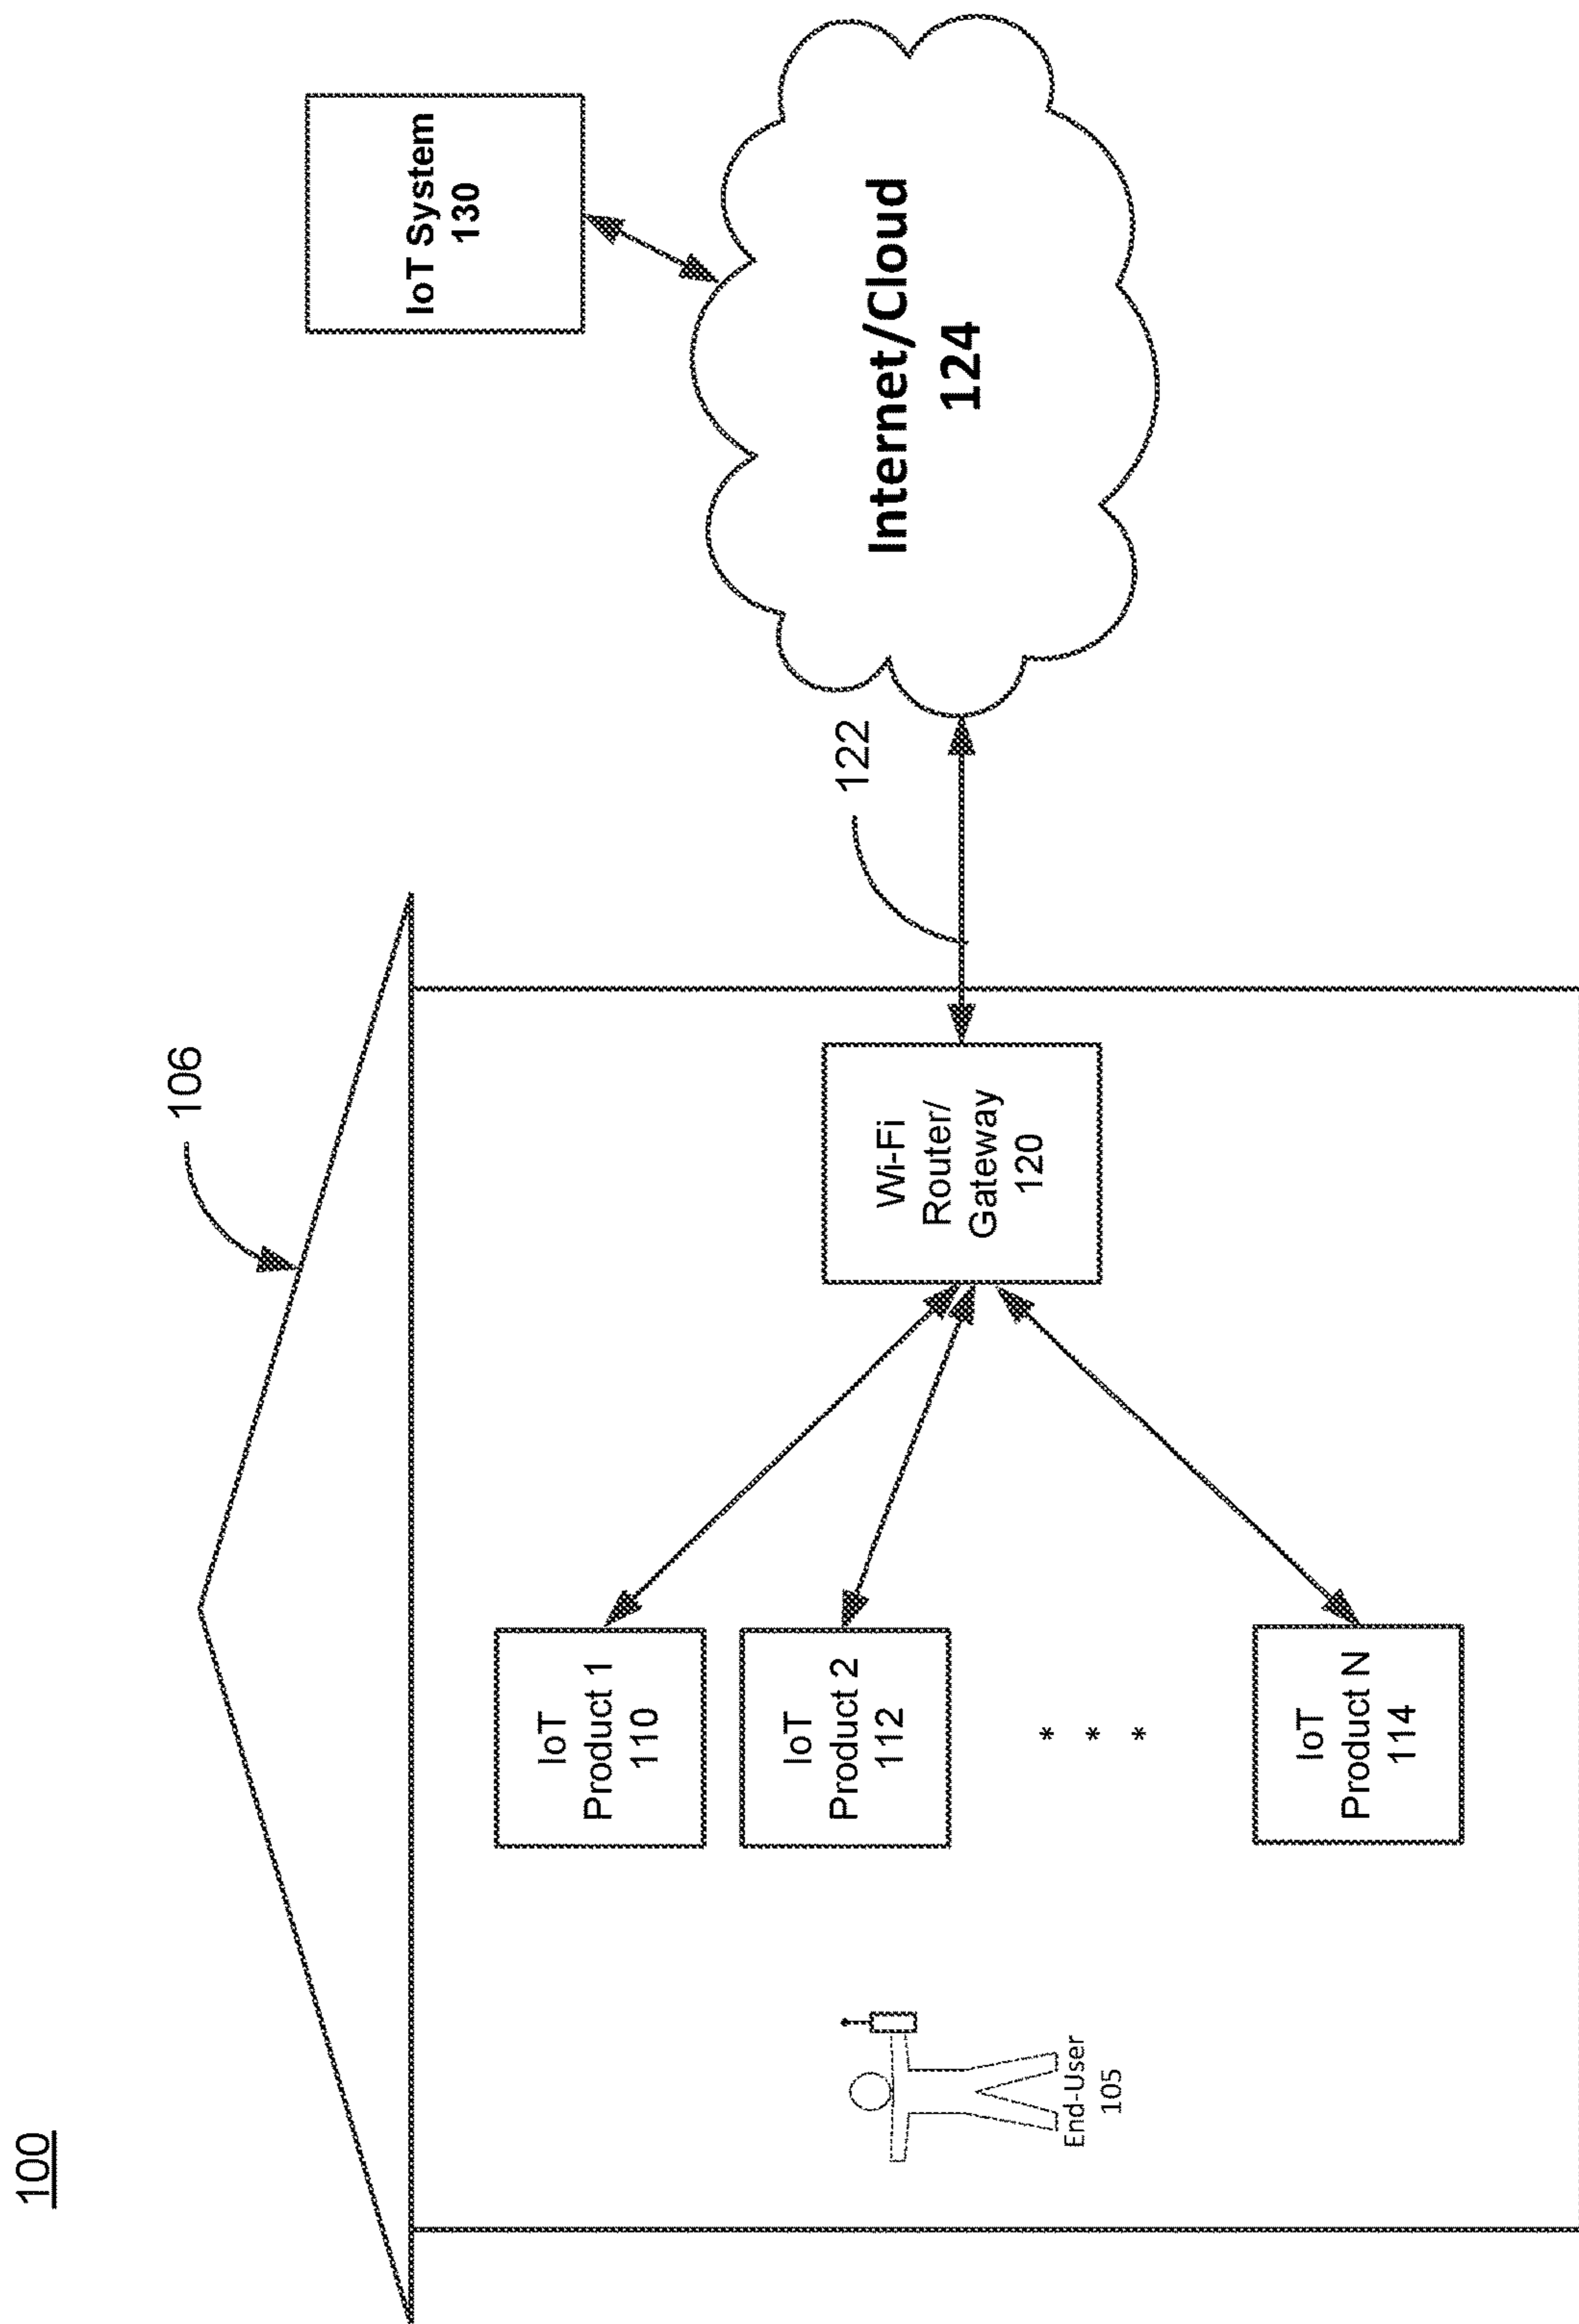 100
106
IoT System
130
Internet/Cloud
124
122
Wi-Fi
Router/
Gateway
120
IoT
Product 1
110
IoT
Product 2
112
* * *
IoT
Product N
114
End-User
105